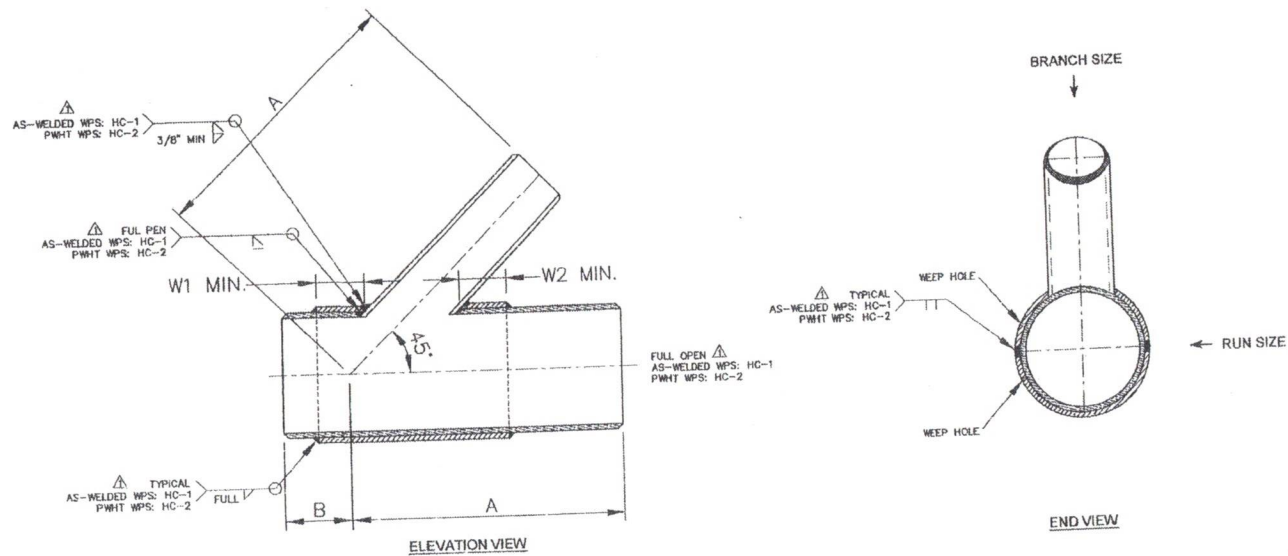 A
AS-WELDED WPS: HC-1
PWHT WPS: HC-2
3/8" MIN
FUL PEN
AS-WELDED WPS: HC-1
PWHT WPS: HC-2
W1 MIN.
W2 MIN.
45°
FULL OPEN
AS-WELDED WPS: HC-1
PWHT WPS: HC-2
TYPICAL
AS-WELDED WPS: HC-1
PWHT WPS: HC-2
FULL
B
A
ELEVATION VIEW
BRANCH SIZE
WEEP HOLE
TYPICAL
AS-WELDED WPS: HC-1
PWHT WPS: HC-2
RUN SIZE
WEEP HOLE
END VIEW